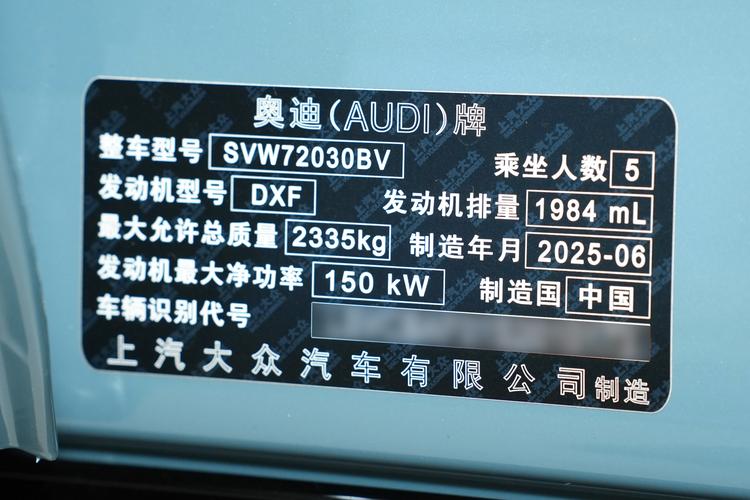 奥迪(AUDI)牌
整车型号 SVW72030BV 乘坐人数 5
发动机型号 DXF 发动机排量 1984 mL
最大允许总质量 2335kg 制造年月 2025-06
发动机最大净功率 150 kW 制造国 中国
车辆识别代号
上汽大众汽车有限公司制造